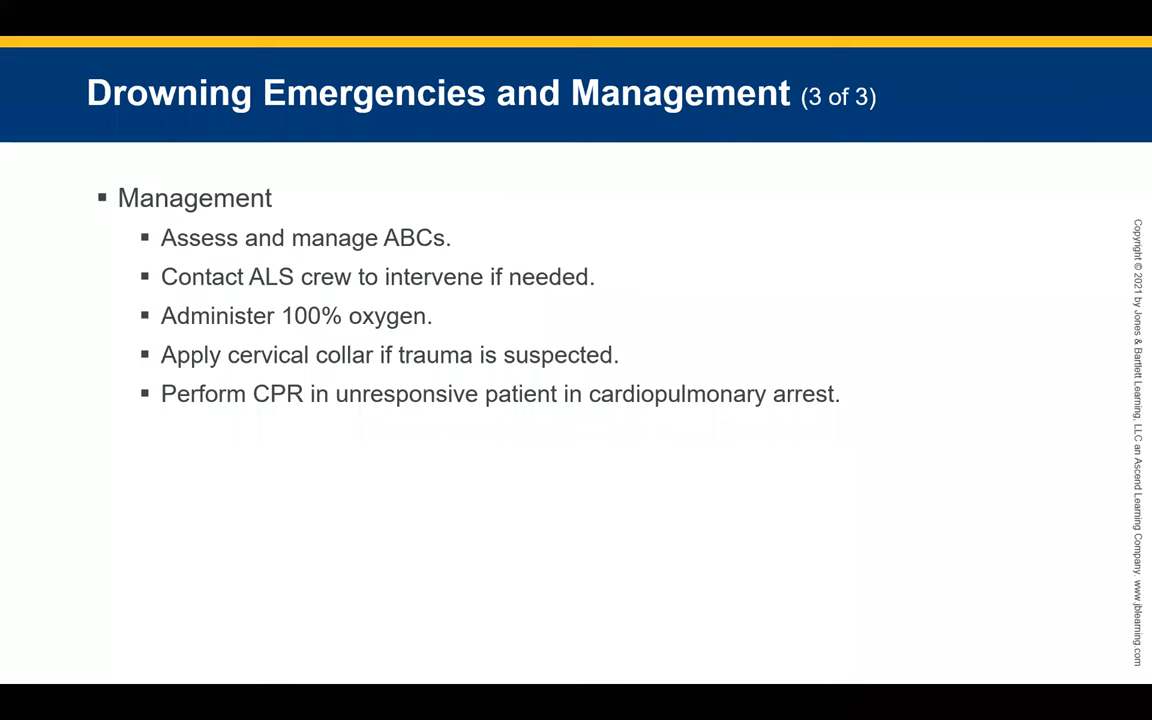 Drowning Emergencies and Management (3 of 3)
▪ Management
▪ Assess and manage ABCs.
▪ Contact ALS crew to intervene if needed.
▪ Administer 100% oxygen.
▪ Apply cervical collar if trauma is suspected.
▪ Perform CPR in unresponsive patient in cardiopulmonary arrest.
Copyright © 2021 by Jones & Bartlett Learning, LLC an Ascend Learning Company. www.jblearning.com